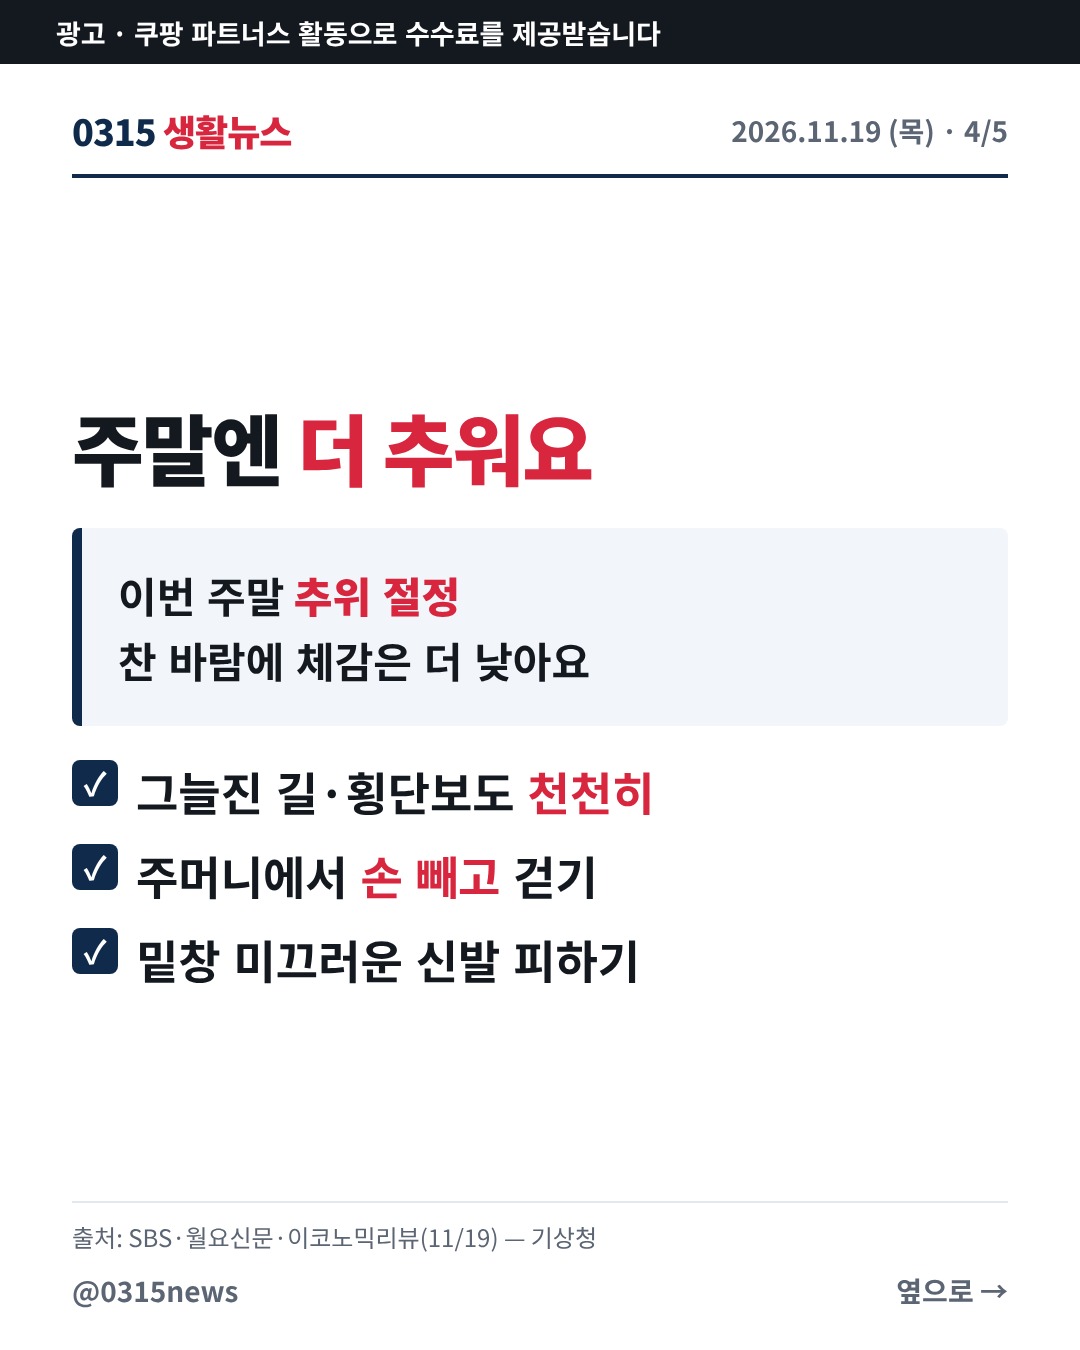 광고 · 쿠팡 파트너스 활동으로 수수료를 제공받습니다
0315 생활뉴스
2026.11.19 (목) · 4/5
주말엔 더 추워요
이번 주말 추위 절정
찬 바람에 체감은 더 낮아요
✓ 그늘진 길·횡단보도 천천히
✓ 주머니에서 손 빼고 걷기
✓ 밑창 미끄러운 신발 피하기
출처: SBS·월요신문·이코노믹리뷰(11/19) — 기상청
@0315news
옆으로 →